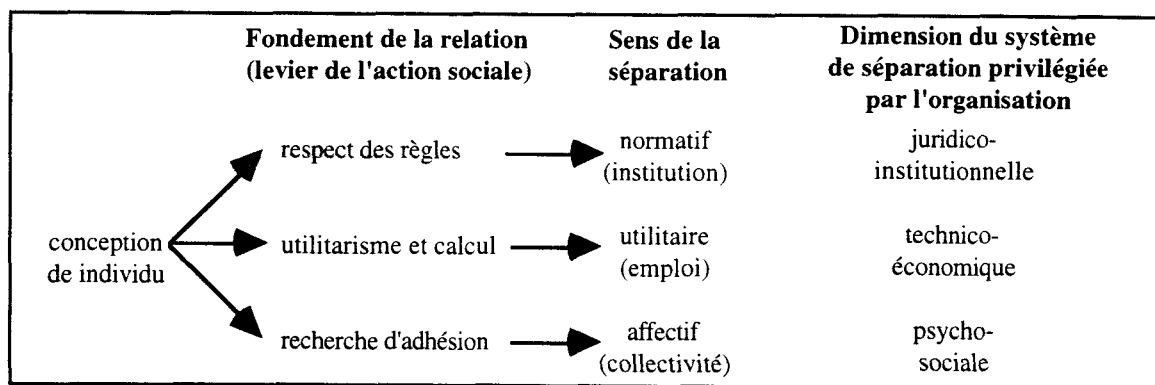 Fondement de la relation
(levier de l'action sociale)
Sens de la
séparation
Dimension du système
de séparation privilégiée
par l'organisation
conception
de individu
respect des règles
normatif
(institution)
juridico-
institutionnelle
utilitarisme et calcul
utilitaire
(emploi)
technico-
économique
recherche d'adhésion
affectif
(collectivité)
psycho-
sociale